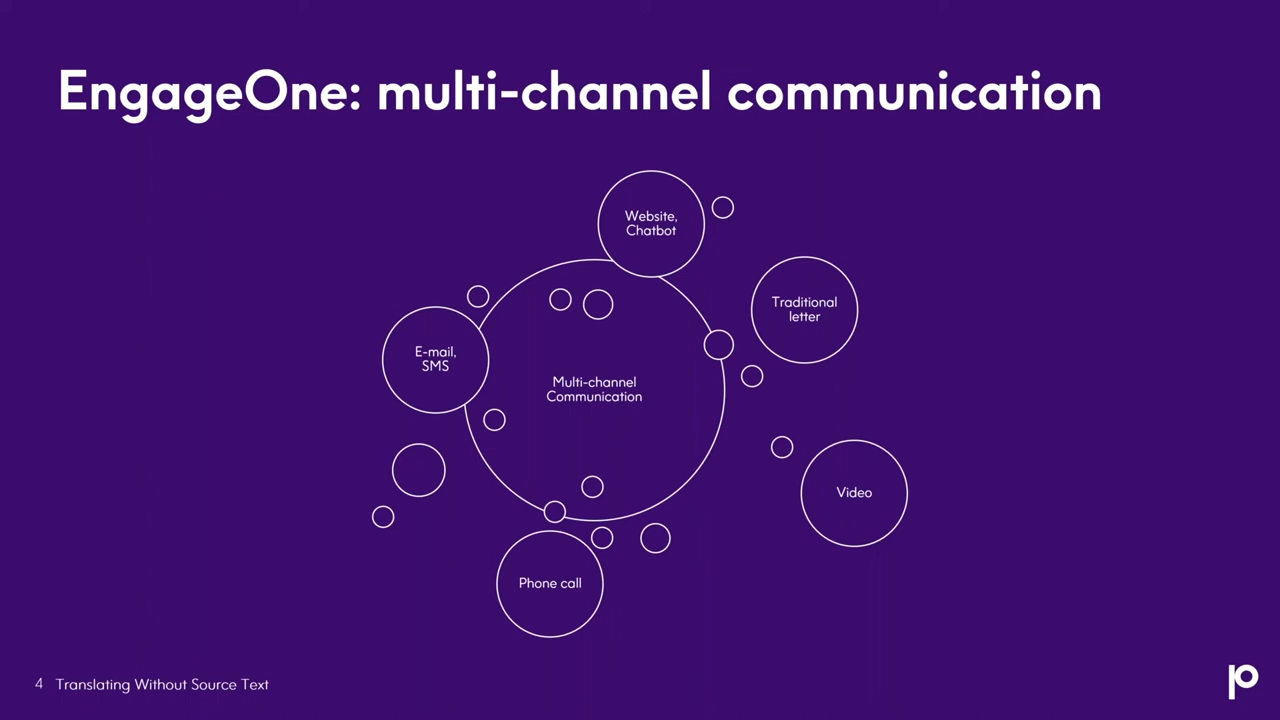 EngageOne: multi-channel communication
Website,
Chatbot
Traditional
letter
E-mail,
SMS
Multi-channel
Communication
Video
Phone call
4 Translating Without Source Text